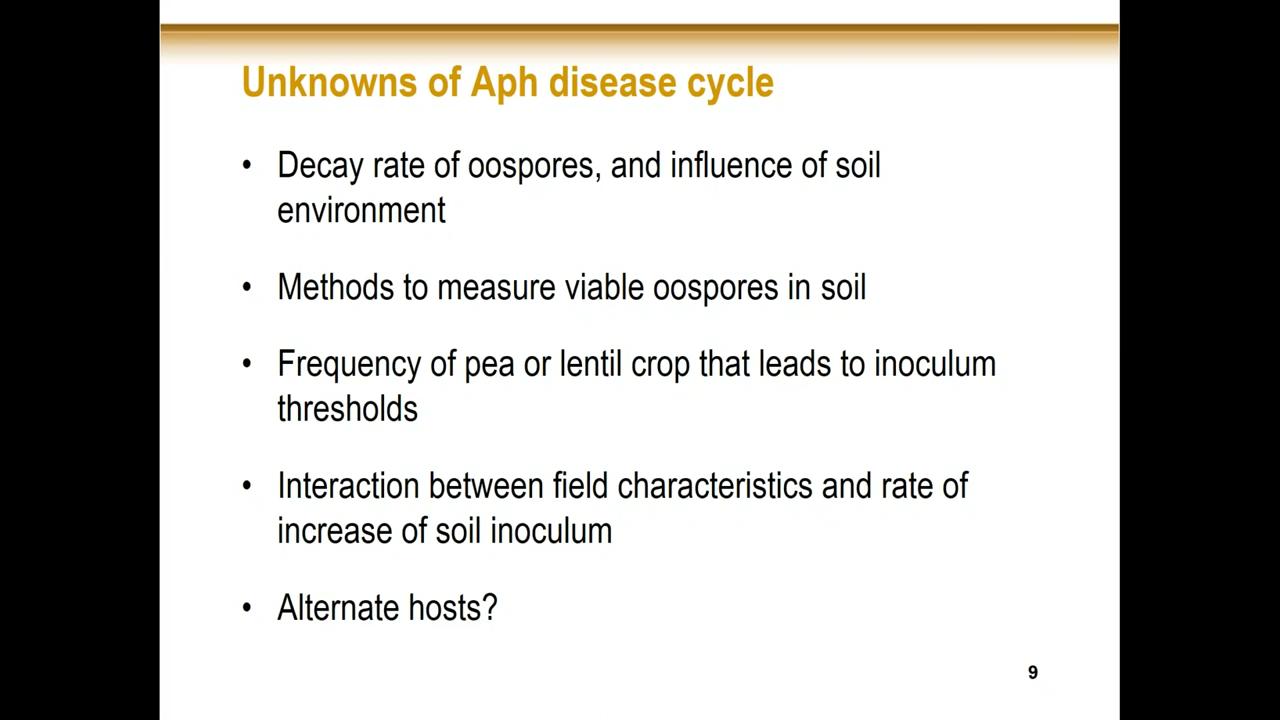 Unknowns of Aph disease cycle
• Decay rate of oospores, and influence of soil
environment
• Methods to measure viable oospores in soil
• Frequency of pea or lentil crop that leads to inoculum
thresholds
• Interaction between field characteristics and rate of
increase of soil inoculum
• Alternate hosts?
9